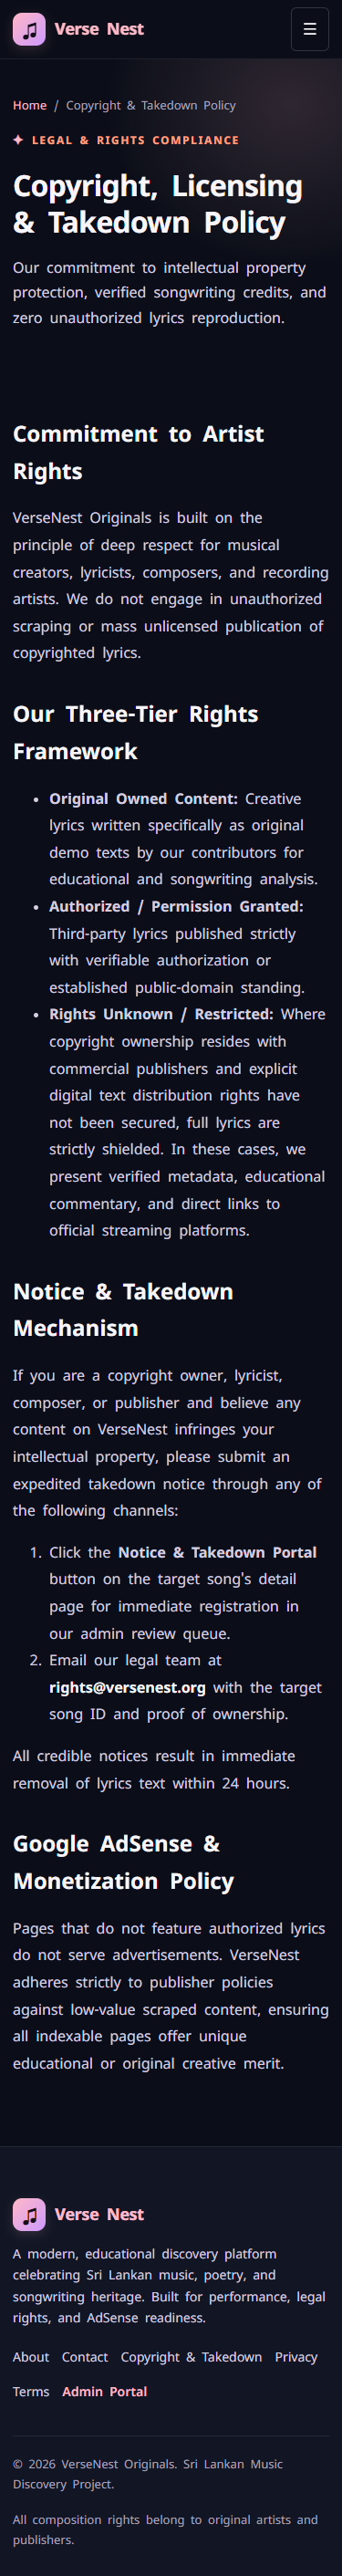 Verse Nest
☰
Home / Copyright & Takedown Policy
✦ LEGAL & RIGHTS COMPLIANCE
Copyright, Licensing
& Takedown Policy
Our commitment to intellectual property
protection, verified songwriting credits, and
zero unauthorized lyrics reproduction.
Commitment to Artist
Rights
VerseNest Originals is built on the
principle of deep respect for musical
creators, lyricists, composers, and recording
artists. We do not engage in unauthorized
scraping or mass unlicensed publication of
copyrighted lyrics.
Our Three-Tier Rights
Framework
• Original Owned Content: Creative
lyrics written specifically as original
demo texts by our contributors for
educational and songwriting analysis.
• Authorized / Permission Granted:
Third-party lyrics published strictly
with verifiable authorization or
established public-domain standing.
• Rights Unknown / Restricted: Where
copyright ownership resides with
commercial publishers and explicit
digital text distribution rights have
not been secured, full lyrics are
strictly shielded. In these cases, we
present verified metadata, educational
commentary, and direct links to
official streaming platforms.
Notice & Takedown
Mechanism
If you are a copyright owner, lyricist,
composer, or publisher and believe any
content on VerseNest infringes your
intellectual property, please submit an
expedited takedown notice through any of
the following channels:
1. Click the Notice & Takedown Portal
button on the target song's detail
page for immediate registration in
our admin review queue.
2. Email our legal team at
rights@versenest.org with the target
song ID and proof of ownership.
All credible notices result in immediate
removal of lyrics text within 24 hours.
Google AdSense &
Monetization Policy
Pages that do not feature authorized lyrics
do not serve advertisements. VerseNest
adheres strictly to publisher policies
against low-value scraped content, ensuring
all indexable pages offer unique
educational or original creative merit.
Verse Nest
A modern, educational discovery platform
celebrating Sri Lankan music, poetry, and
songwriting heritage. Built for performance, legal
rights, and AdSense readiness.
About Contact Copyright & Takedown Privacy
Terms Admin Portal
© 2026 VerseNest Originals. Sri Lankan Music
Discovery Project.
All composition rights belong to original artists and
publishers.